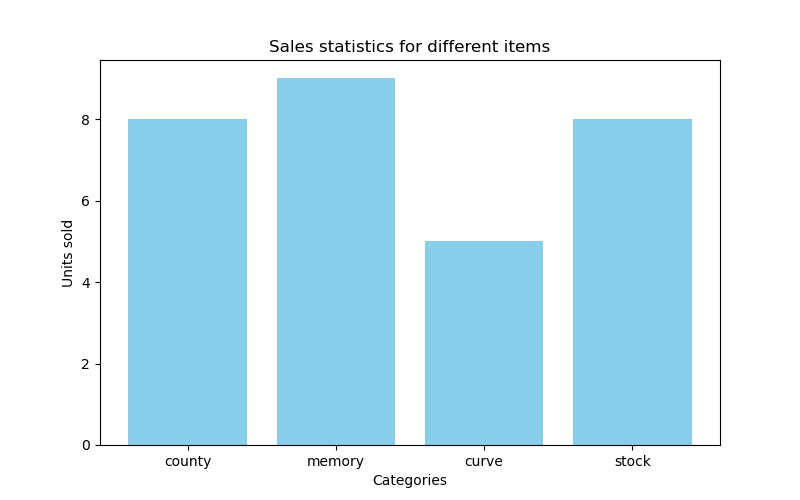 Sales statistics for different items
8
6
4
2
0
Units sold
county memory curve stock
Categories